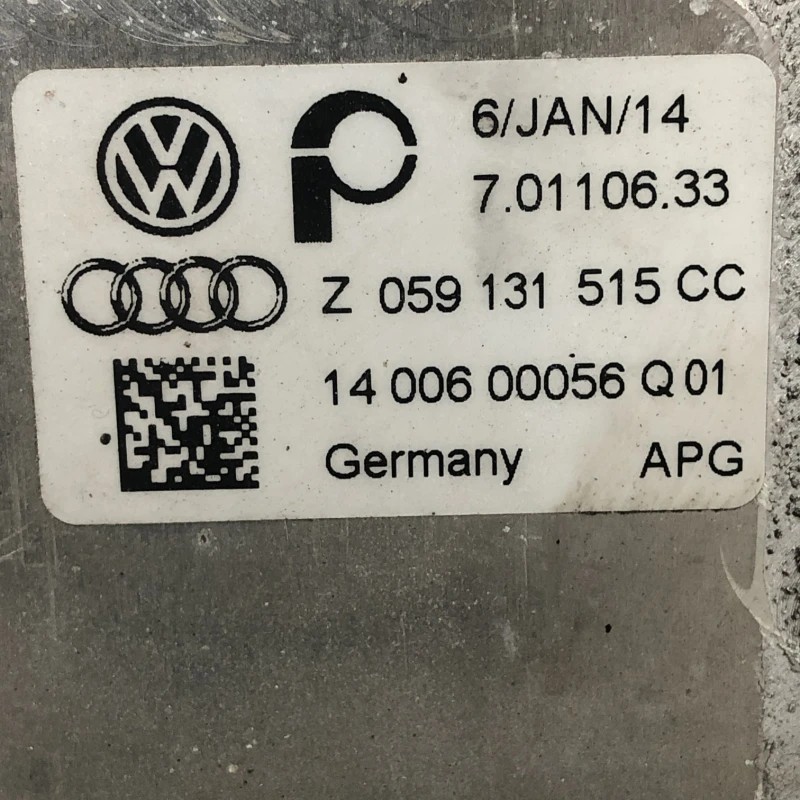 6/JAN/14
7.01106.33
Z 059 131 515 CC
14 006 00056 Q 01
Germany APG